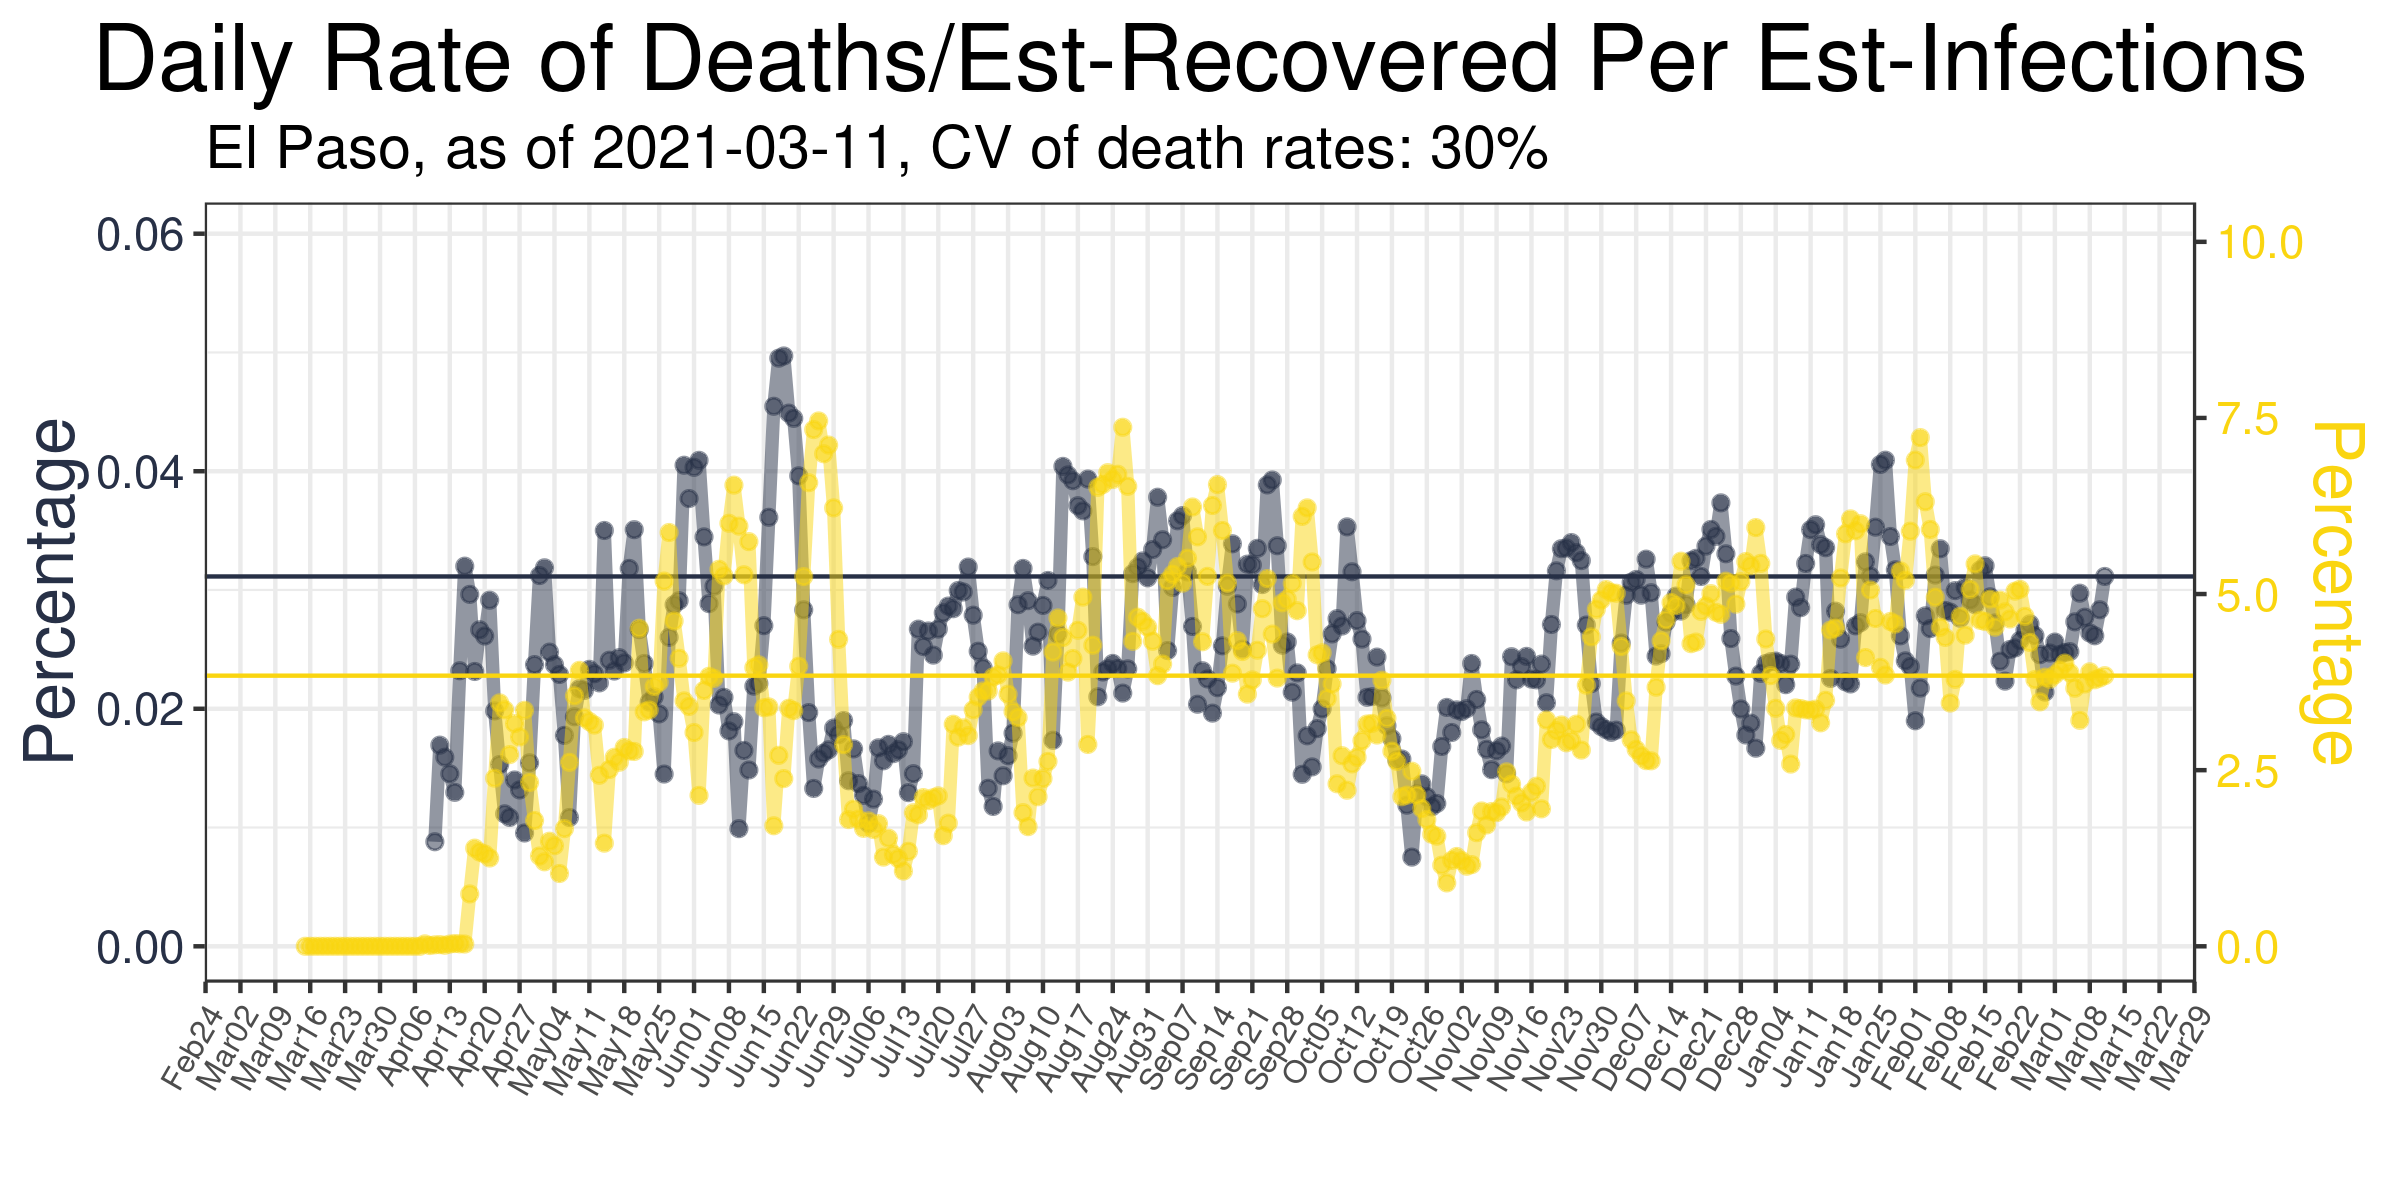 Daily Rate of Deaths/Est-Recovered Per Est-Infections
El Paso, as of 2021-03-11, CV of death rates: 30%
Percentage
0.06
0.04
0.02
0.00
10.0
7.5
5.0
2.5
0.0
Percentage
Feb24
Mar02
Mar09
Mar16
Mar23
Mar30
Apr06
Apr13
Apr20
Apr27
May04
May11
May18
May25
Jun01
Jun08
Jun15
Jun22
Jun29
Jul06
Jul13
Jul20
Jul27
Aug03
Aug10
Aug17
Aug24
Aug31
Sep07
Sep14
Sep21
Sep28
Oct05
Oct12
Oct19
Oct26
Nov02
Nov09
Nov16
Nov23
Nov30
Dec07
Dec14
Dec21
Dec28
Jan04
Jan11
Jan18
Jan25
Feb01
Feb08
Feb15
Feb22
Mar01
Mar08
Mar15
Mar22
Mar29